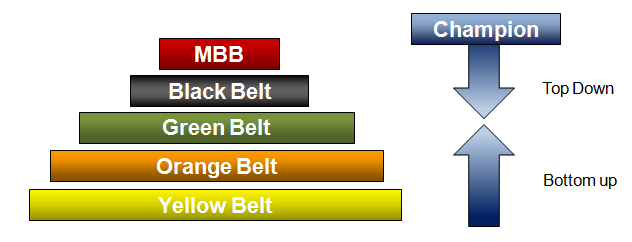 Champion
MBB
Black Belt
Top Down
Green Belt
Orange Belt
Bottom up
Yellow Belt